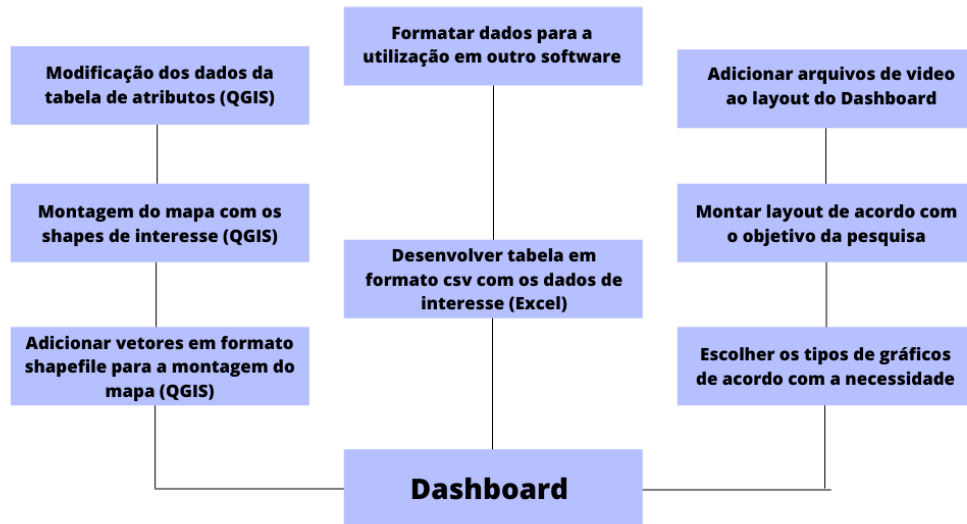 Formatar dados para a
utilização em outro software
Modificação dos dados da
tabela de atributos (QGIS)
Adicionar arquivos de video
ao layout do Dashboard
Montagem do mapa com os
shapes de interesse (QGIS)
Montar layout de acordo com
o objetivo da pesquisa
Desenvolver tabela em
formato csv com os dados de
interesse (Excel)
Adicionar vetores em formato
shapefile para a montagem do
mapa (QGIS)
Escolher os tipos de gráficos
de acordo com a necessidade
Dashboard